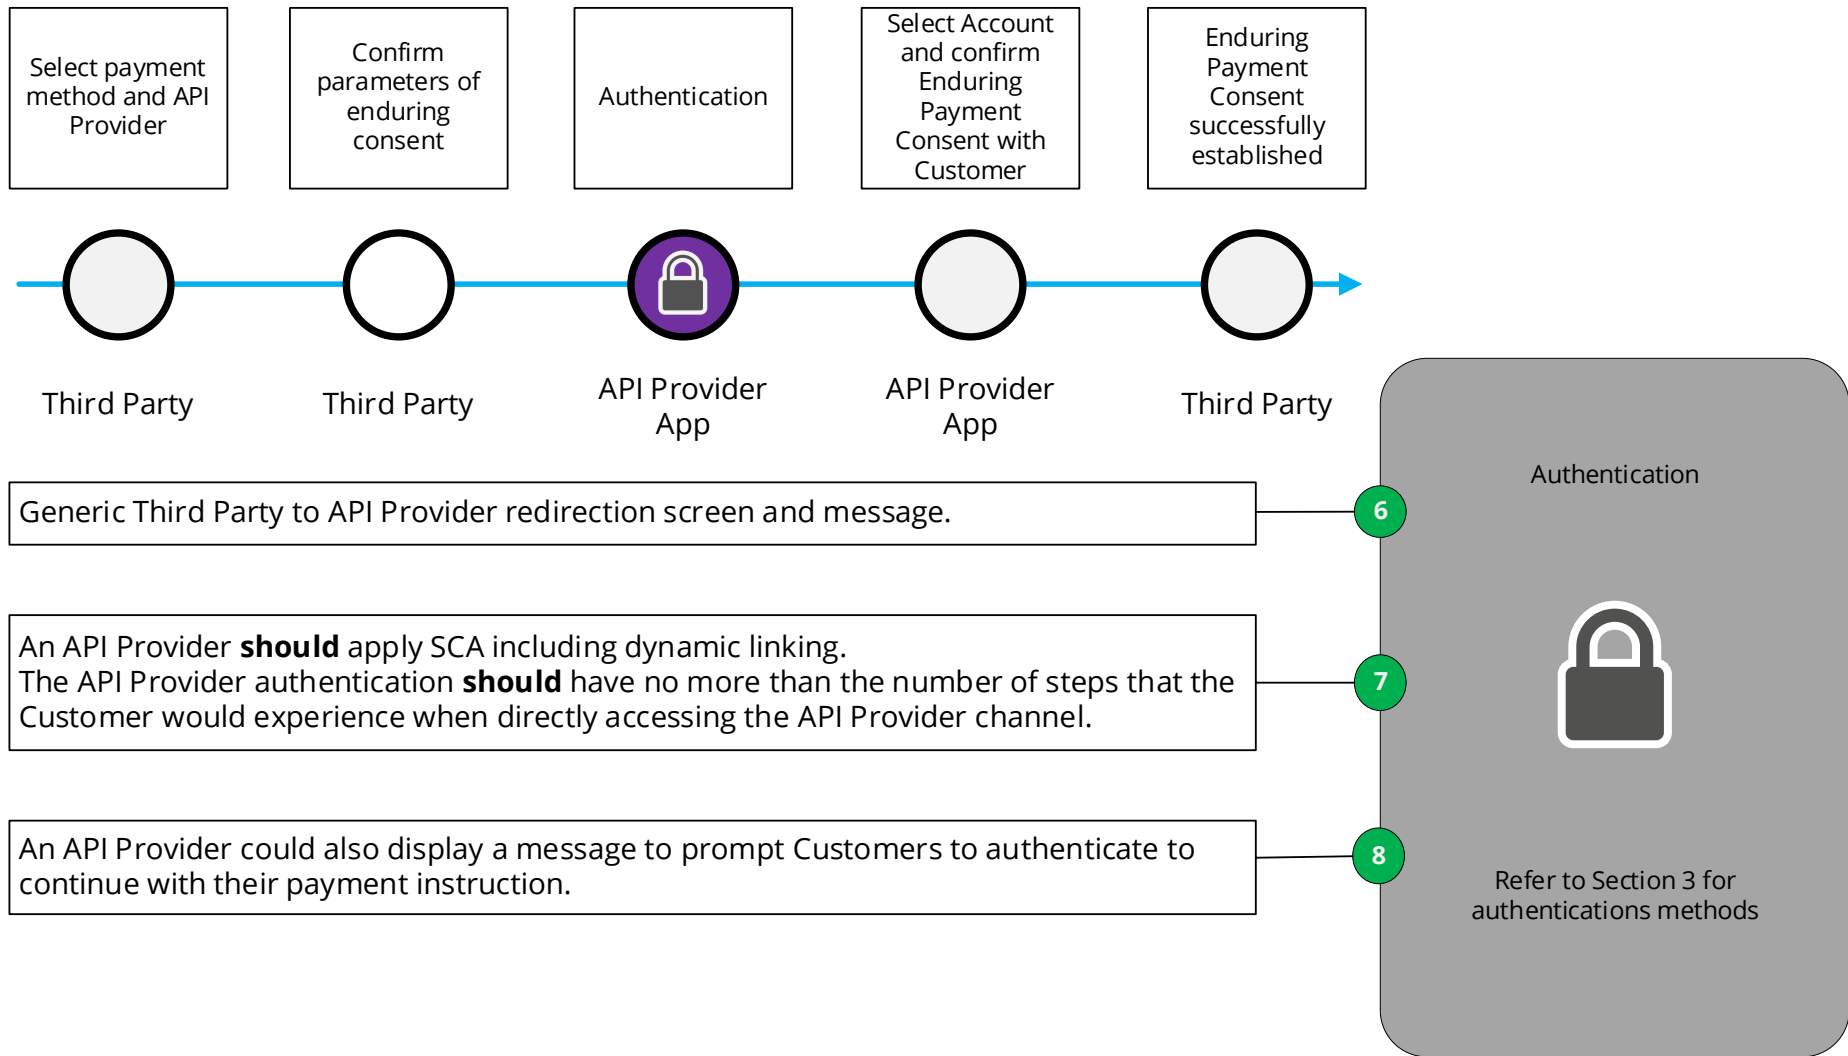 Select payment
method and API
Provider
Confirm
parameters of
enduring
consent
Authentication
Select Account
and confirm
Enduring
Payment
Consent with
Customer
Enduring
Payment
Consent
successfully
established
Third Party
Third Party
API Provider
App
API Provider
App
Third Party
Generic Third Party to API Provider redirection screen and message.
6
An API Provider should apply SCA including dynamic linking.
The API Provider authentication should have no more than the number of steps that the
Customer would experience when directly accessing the API Provider channel.
7
An API Provider could also display a message to prompt Customers to authenticate to
continue with their payment instruction.
8
Authentication
Refer to Section 3 for
authentications methods